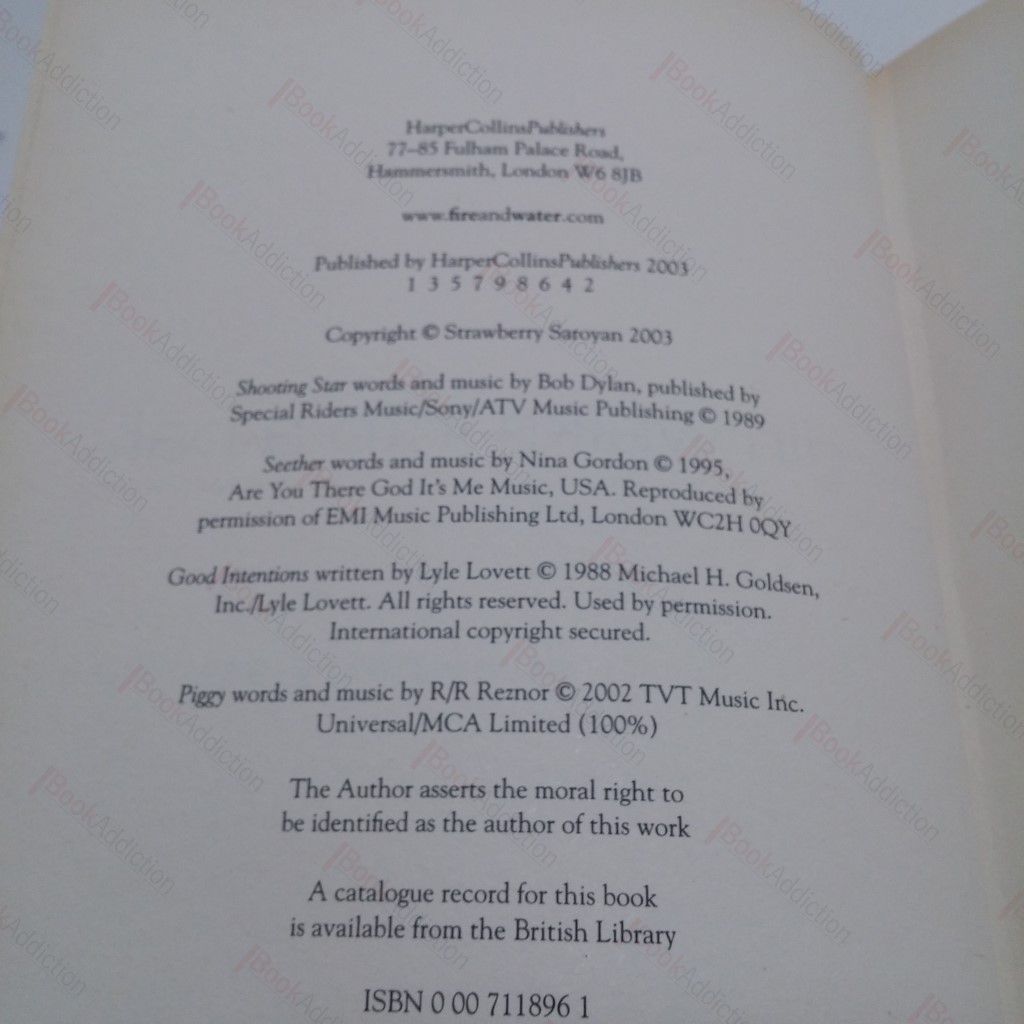 HarperCollinsPublishers
77–85 Fulham Palace Road,
Hammersmith, London W6 8JB
www.fireandwater.com
Published by HarperCollinsPublishers 2003
1 3 5 7 9 8 6 4 2
Copyright © Strawberry Saroyan 2003
Shooting Star words and music by Bob Dylan, published by
Special Riders Music/Sony/ATV Music Publishing © 1989
Seether words and music by Nina Gordon © 1995,
Are You There God It's Me Music, USA. Reproduced by
permission of EMI Music Publishing Ltd, London WC2H 0QY
Good Intentions written by Lyle Lovett © 1988 Michael H. Goldsen,
Inc./Lyle Lovett. All rights reserved. Used by permission.
International copyright secured.
Piggy words and music by R/R Reznor © 2002 TVT Music Inc.
Universal/MCA Limited (100%)
The Author asserts the moral right to
be identified as the author of this work
A catalogue record for this book
is available from the British Library
ISBN 0 00 711896 1
BookAddiction